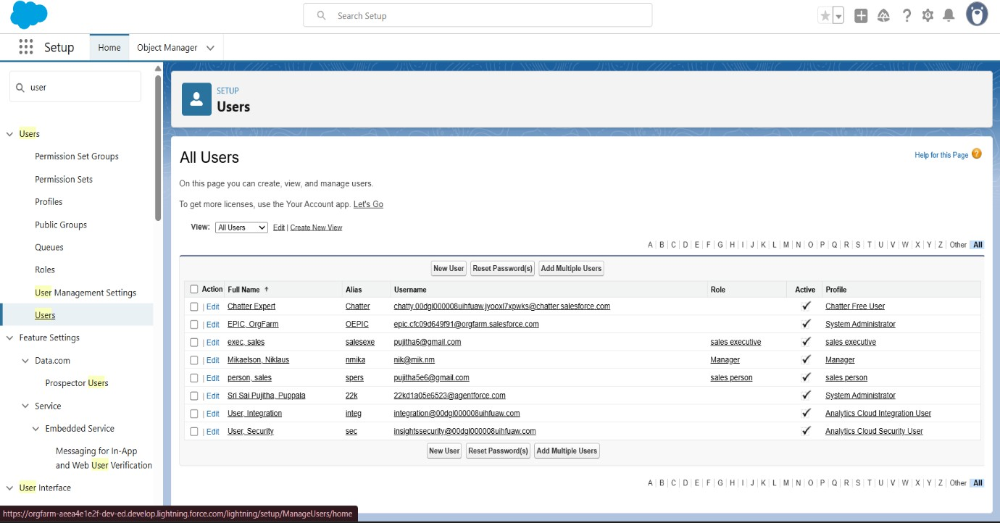 Search Setup
Setup Home Object Manager
user
Users
Permission Set Groups
Permission Sets
Profiles
Public Groups
Queues
Roles
User Management Settings
Users
Feature Settings
Data.com
Prospector Users
Service
Embedded Service
Messaging for In-App
and Web User Verification
User Interface
SETUP
Users
All Users
Help for this Page ?
On this page you can create, view, and manage users.
To get more licenses, use the Your Account app. Let's Go
View: All Users Edit | Create New View
A | B | C | D | E | F | G | H | I | J | K | L | M | N | O | P | Q | R | S | T | U | V | W | X | Y | Z | Other | All
New User Reset Password(s) Add Multiple Users
Action Full Name ↑ Alias Username Role Active Profile
| Edit Chatter Expert Chatter chatty.00dgl000008uihfuaw.jyooxl7xpwks@chatter.salesforce.com ✓ Chatter Free User
| Edit EPIC, OrgFarm OEPIC epic.cfc09d649f91@orgfarm.salesforce.com ✓ System Administrator
| Edit exec, sales salesexe pujitha6@gmail.com sales executive ✓ sales executive
| Edit Mikaelson, Niklaus nmika nik@mik.nm Manager ✓ Manager
| Edit person, sales spers pujitha5e6@gmail.com sales person ✓ sales person
| Edit Sri Sai Pujitha, Puppala 22k 22kd1a05e6523@agentforce.com ✓ System Administrator
| Edit User, Integration integ integration@00dgl000008uihfuaw.com ✓ Analytics Cloud Integration User
| Edit User, Security sec insightssecurity@00dgl000008uihfuaw.com ✓ Analytics Cloud Security User
New User Reset Password(s) Add Multiple Users
A | B | C | D | E | F | G | H | I | J | K | L | M | N | O | P | Q | R | S | T | U | V | W | X | Y | Z | Other | All
https://orgfarm-aeea4e1e2f-dev-ed.develop.lightning.force.com/lightning/setup/ManageUsers/home